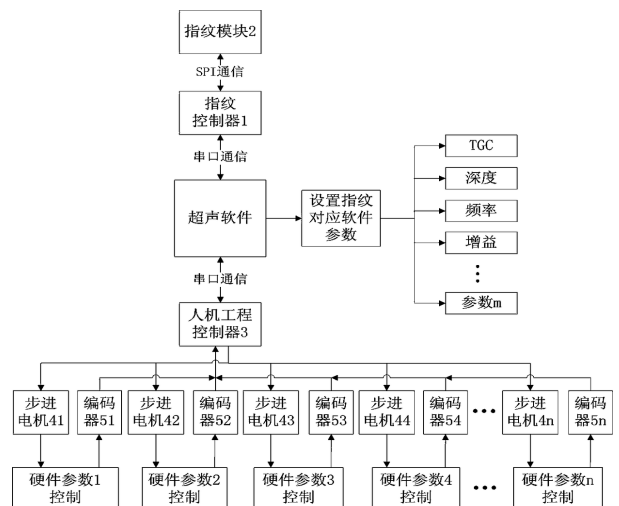 指纹模块2
SPI通信
指纹
控制器1
串口通信
超声软件
设置指纹
对应软件
参数
TGC
深度
频率
增益
参数m
串口通信
人机工程
控制器3
步进
电机41
编码
器51
步进
电机42
编码
器52
步进
电机43
编码
器53
步进
电机44
编码
器54
步进
电机4n
编码
器5n
硬件参数1
控制
硬件参数2
控制
硬件参数3
控制
硬件参数4
控制
硬件参数n
控制